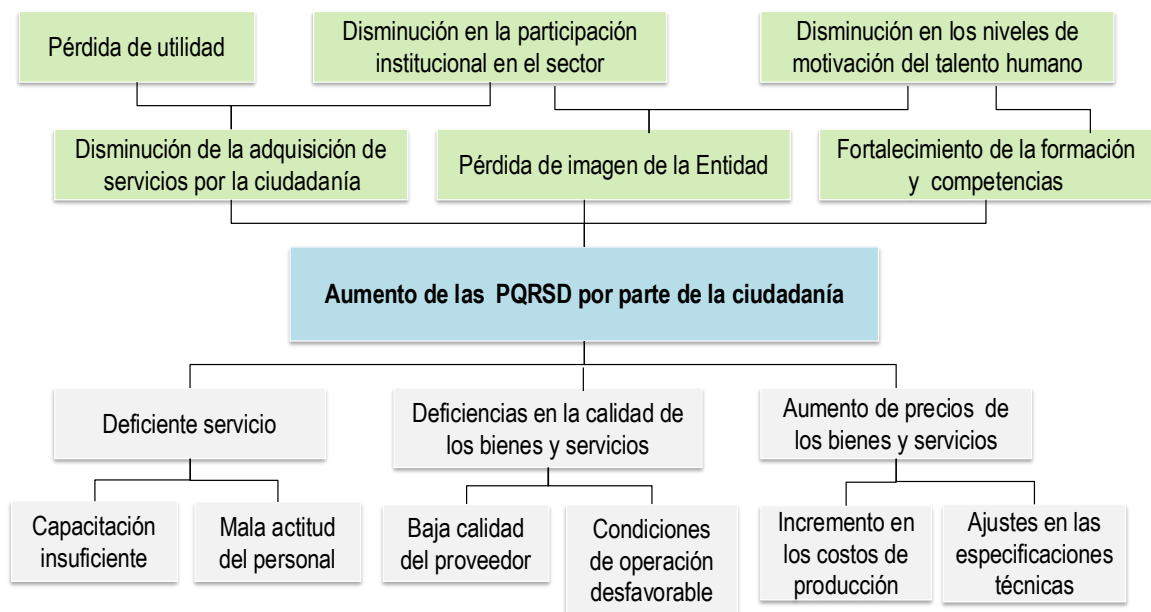 Pérdida de utilidad
Disminución en la participación
institucional en el sector
Disminución en los niveles de
motivación del talento humano
Disminución de la adquisición de
servicios por la ciudadanía
Pérdida de imagen de la Entidad
Fortalecimiento de la formación
y competencias
Aumento de las PQRSD por parte de la ciudadanía
Deficiente servicio
Deficiencias en la calidad de
los bienes y servicios
Aumento de precios de
los bienes y servicios
Capacitación
insuficiente
Mala actitud
del personal
Baja calidad
del proveedor
Condiciones
de operación
desfavorable
Incremento en
los costos de
producción
Ajustes en las
especificaciones
técnicas